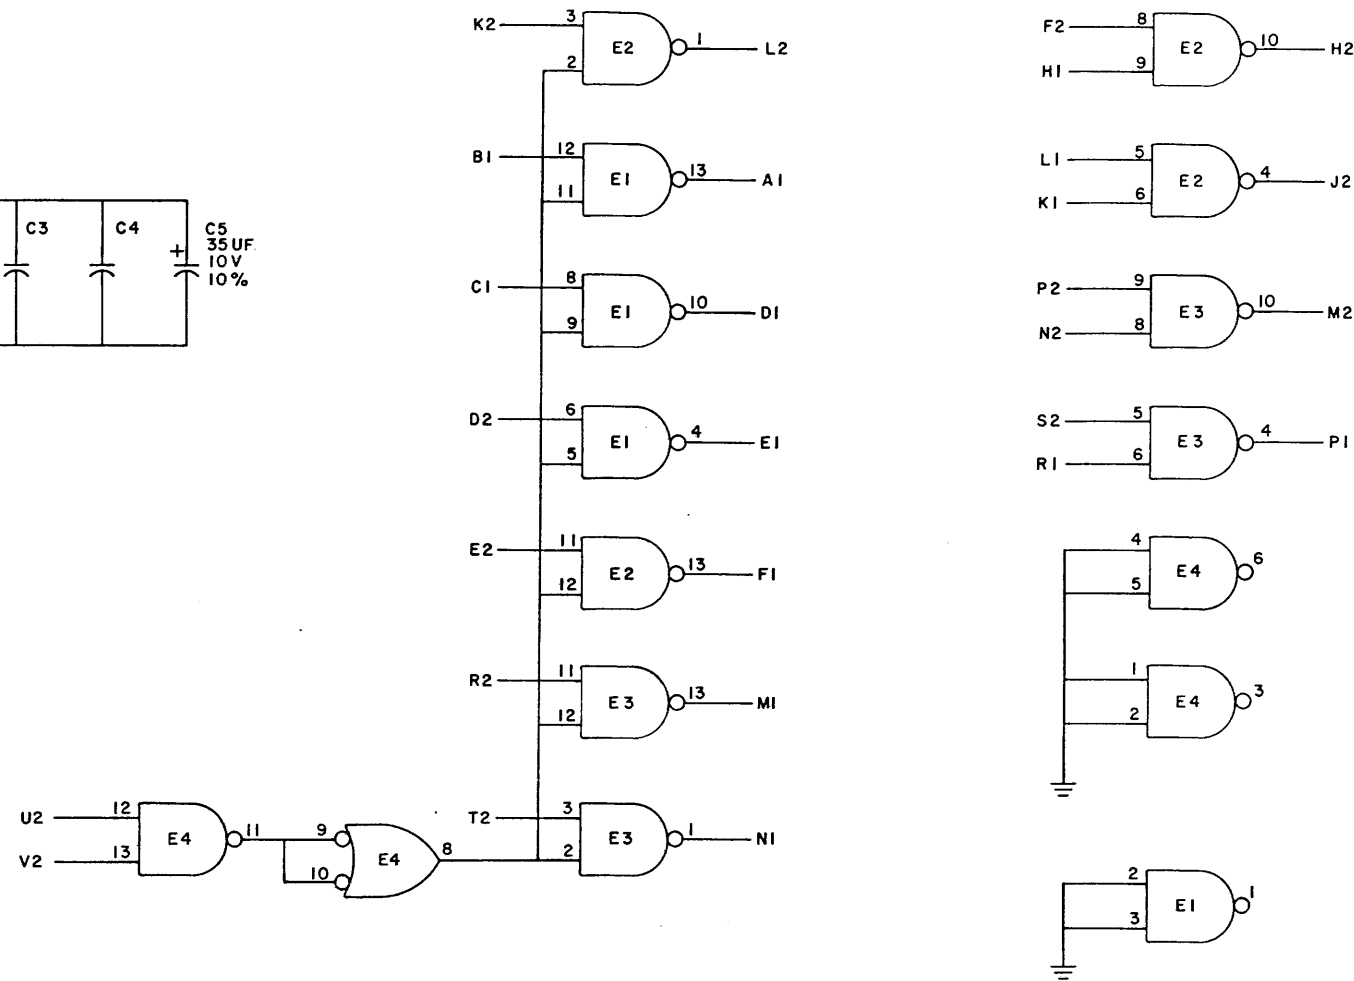 C3
C4
C5
35 UF
10V
10%
+
K2 3 E2 1 L2
2
B1 12 E1 13 A1
11
C1 8 E1 10 D1
9
D2 6 E1 4 E1
5
E2 11 E2 13 F1
12
R2 11 E3 13 M1
12
T2 3 E3 1 N1
2
U2 12 E4 11 9 E4 8
V2 13 10
F2 8 E2 10 H2
H1 9
L1 5 E2 4 J2
K1 6
P2 9 E3 10 M2
N2 8
S2 5 E3 4 P1
R1 6
4 E4 6
5
1 E4 3
2
2 E1 1
3